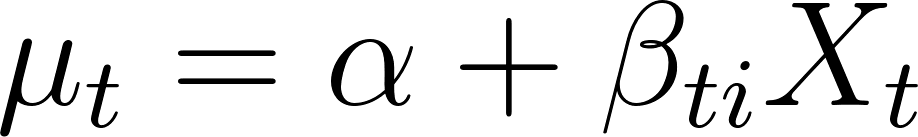 μ_t = α + β_{ti}X_t